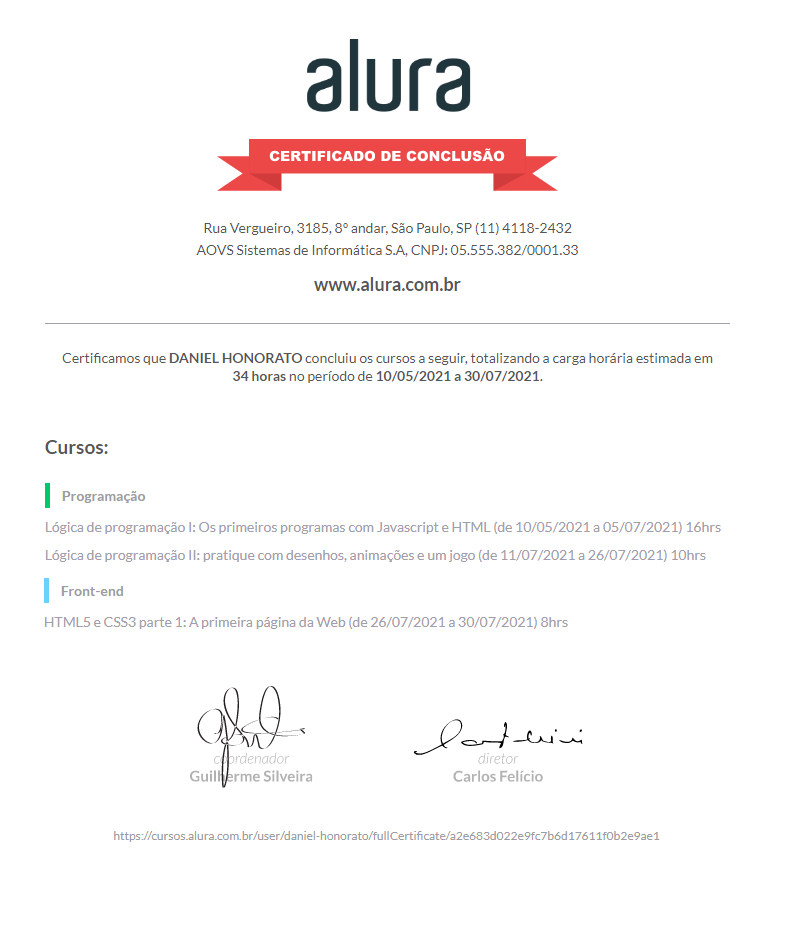 alura
CERTIFICADO DE CONCLUSÃO
Rua Vergueiro, 3185, 8º andar, São Paulo, SP (11) 4118-2432
AOVS Sistemas de Informática S.A, CNPJ: 05.555.382/0001.33
www.alura.com.br
Certificamos que DANIEL HONORATO concluiu os cursos a seguir, totalizando a carga horária estimada em
34 horas no período de 10/05/2021 a 30/07/2021.
Cursos:
Programação
Lógica de programação I: Os primeiros programas com Javascript e HTML (de 10/05/2021 a 05/07/2021) 16hrs
Lógica de programação II: pratique com desenhos, animações e um jogo (de 11/07/2021 a 26/07/2021) 10hrs
Front-end
HTML5 e CSS3 parte 1: A primeira página da Web (de 26/07/2021 a 30/07/2021) 8hrs
coordenador
Guilherme Silveira
diretor
Carlos Felício
https://cursos.alura.com.br/user/daniel-honorato/fullCertificate/a2e683d022e9fc7b6d17611f0b2e9ae1